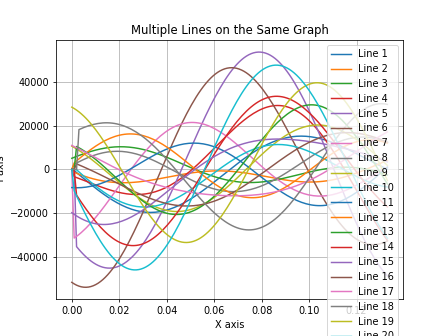 Multiple Lines on the Same Graph
40000
20000
0
−20000
−40000
axis
0.00
0.02
0.04
0.06
0.08
0.10
X axis
Line 1
Line 2
Line 3
Line 4
Line 5
Line 6
Line 7
Line 8
Line 9
Line 10
Line 11
Line 12
Line 13
Line 14
Line 15
Line 16
Line 17
Line 18
Line 19
Line 20